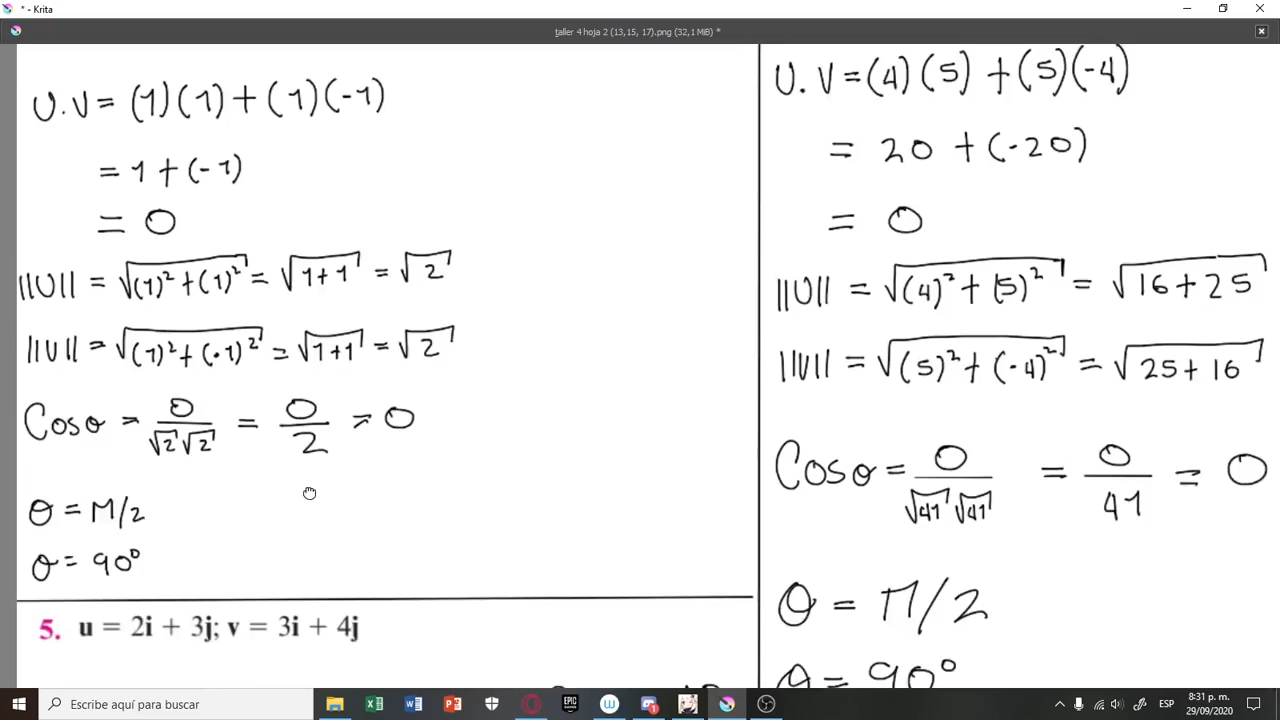 * - Krita
taller 4 hoja 2 (13,15, 17).png (32,1 MiB) *
U.V = (1)(1) + (1)(-1)
= 1 + (-1)
= 0
||U|| = √(1)² + (1)² = √1+1 = √2
||V|| = √(1)² + (-1)² = √1+1 = √2
Cosθ = 0/√2√2 = 0/2 = 0
θ = Π/2
θ = 90°
5. u = 2i + 3j; v = 3i + 4j
U.V = (4)(5) + (5)(-4)
= 20 + (-20)
= 0
||U|| = √(4)² + (5)² = √16 + 25
||V|| = √(5)² + (-4)² = √25 + 16
Cosθ = 0/√41√41 = 0/41 = 0
θ = Π/2
θ = 90°
Escribe aquí para buscar
ESP
8:31 p. m.
29/09/2020